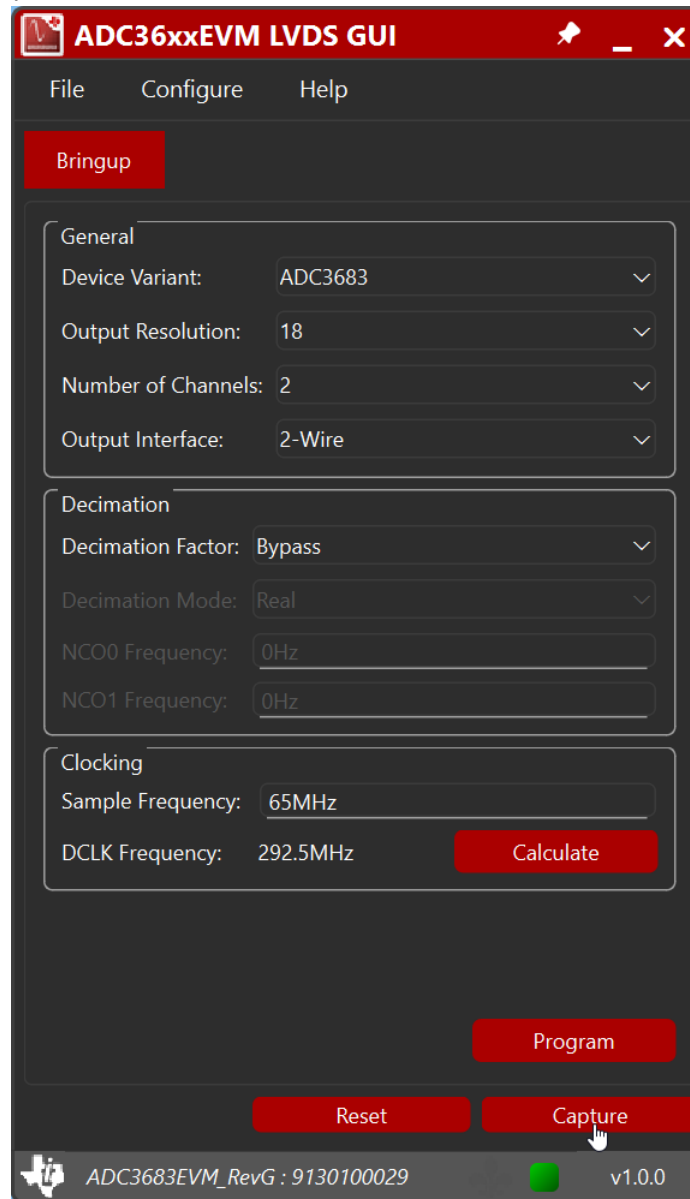 ADC36xxEVM LVDS GUI
File Configure Help
Bringup
General
Device Variant: ADC3683
Output Resolution: 18
Number of Channels: 2
Output Interface: 2-Wire
Decimation
Decimation Factor: Bypass
Decimation Mode: Real
NCO0 Frequency: 0Hz
NCO1 Frequency: 0Hz
Clocking
Sample Frequency: 65MHz
DCLK Frequency: 292.5MHz Calculate
Program
Reset Capture
ADC3683EVM_RevG : 9130100029 v1.0.0